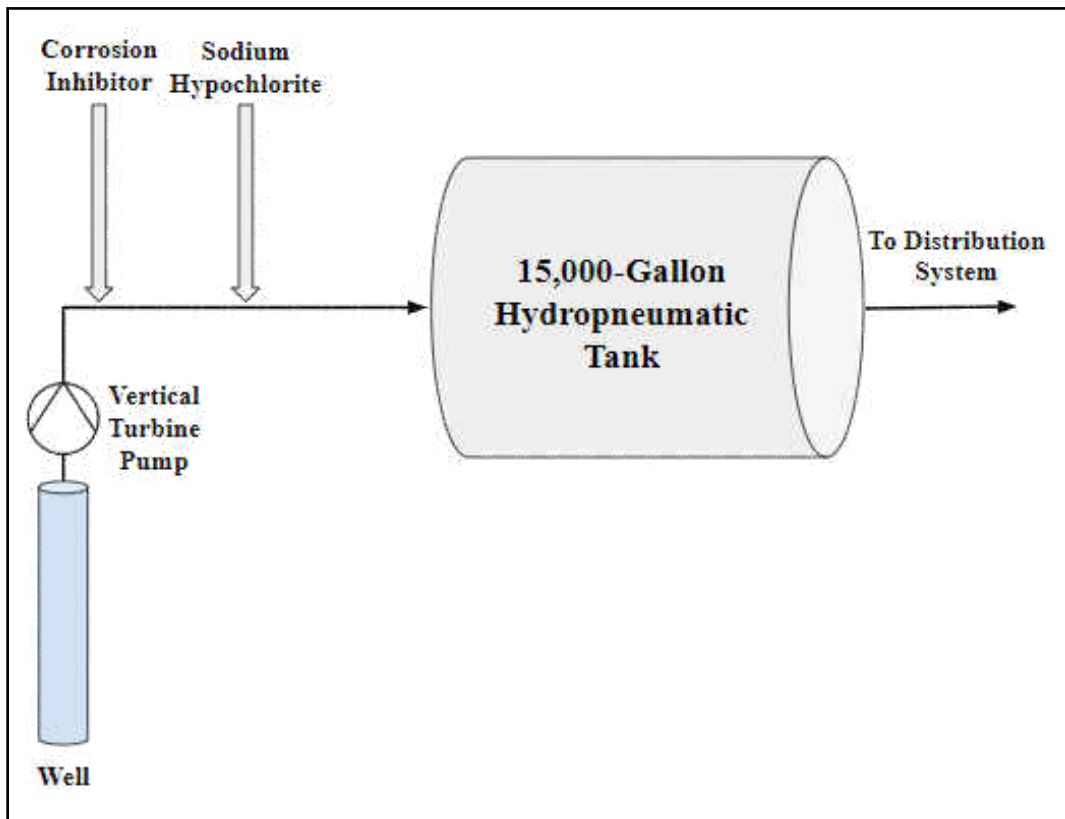 Corrosion
Inhibitor
Sodium
Hypochlorite
15,000-Gallon
Hydropneumatic
Tank
To Distribution
System
Vertical
Turbine
Pump
Well